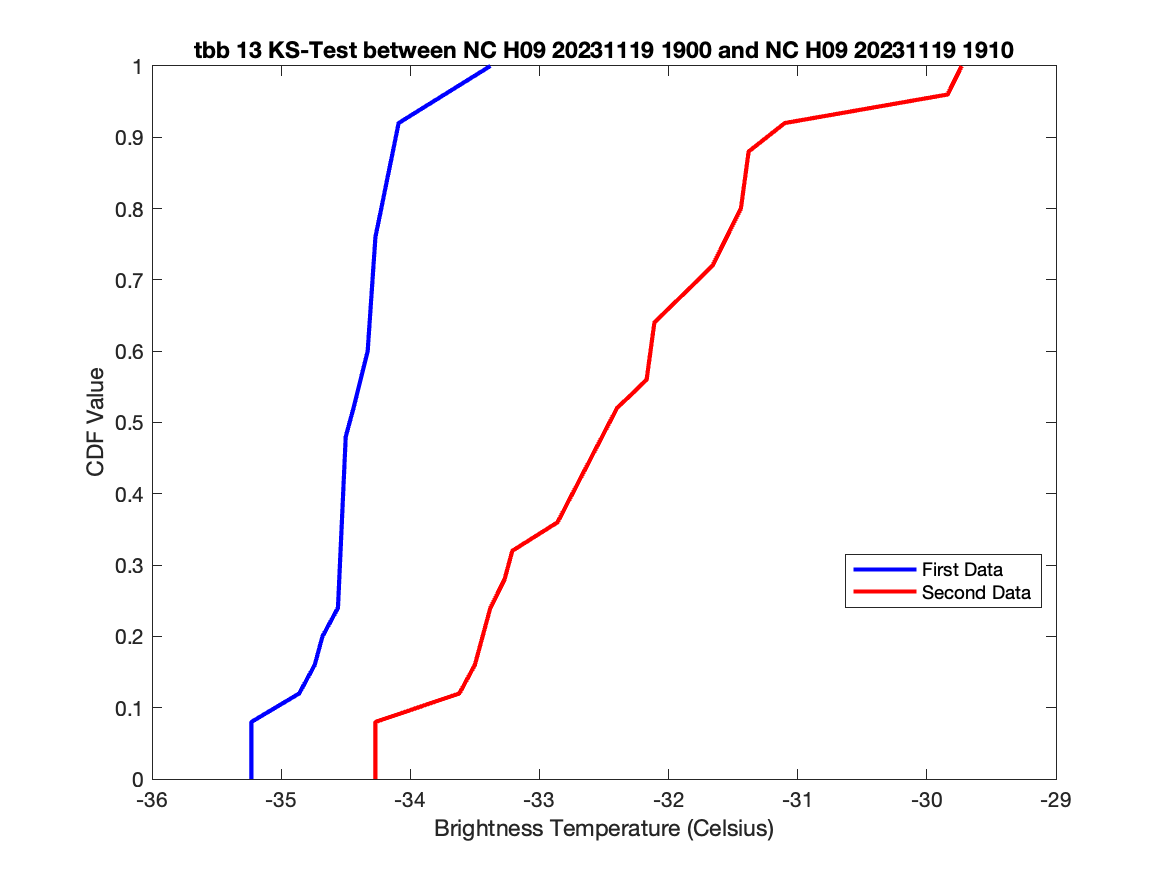 tbb 13 KS-Test between NC H09 20231119 1900 and NC H09 20231119 1910
1
0.9
0.8
0.7
0.6
0.5
0.4
0.3
0.2
0.1
0
CDF Value
First Data
Second Data
-36 -35 -34 -33 -32 -31 -30 -29
Brightness Temperature (Celsius)